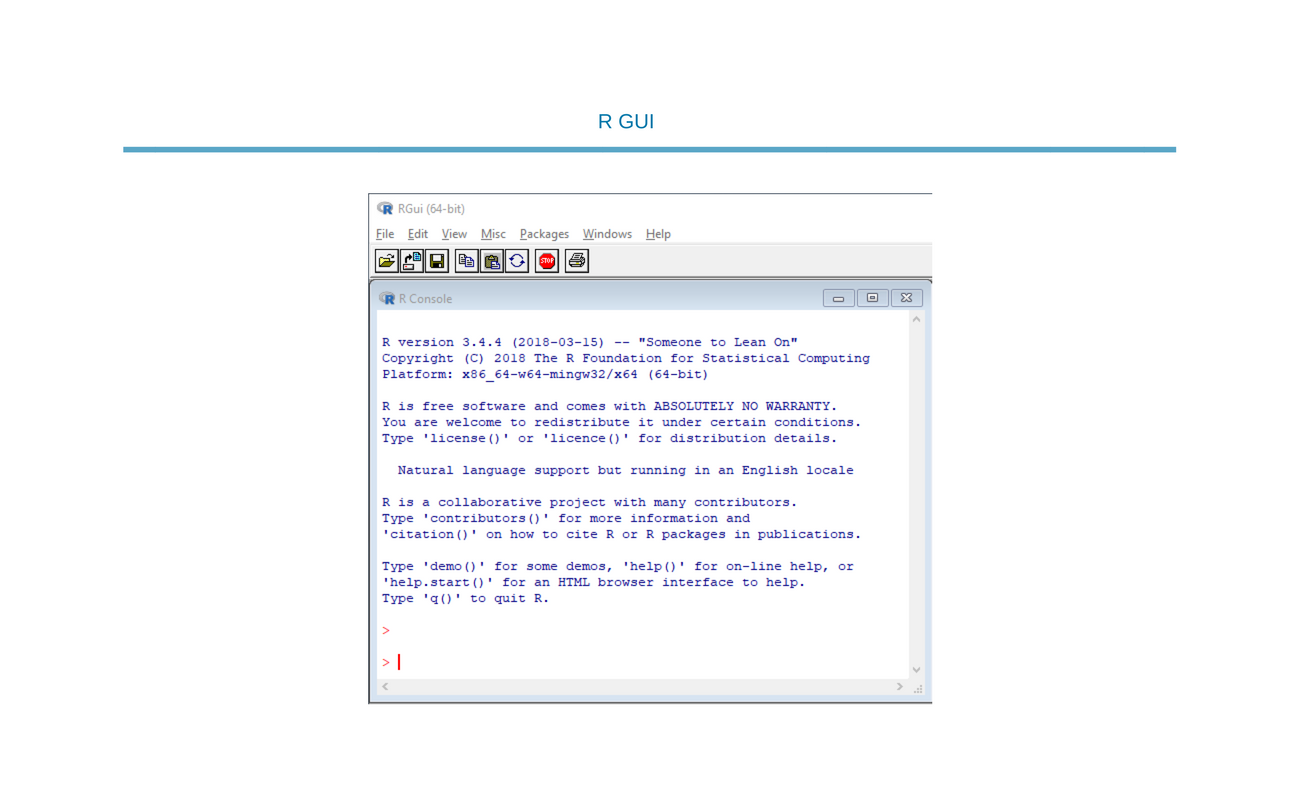 R GUI
RGui (64-bit)
File Edit View Misc Packages Windows Help
STOP
R Console
R version 3.4.4 (2018-03-15) -- "Someone to Lean On"
Copyright (C) 2018 The R Foundation for Statistical Computing
Platform: x86_64-w64-mingw32/x64 (64-bit)
R is free software and comes with ABSOLUTELY NO WARRANTY.
You are welcome to redistribute it under certain conditions.
Type 'license()' or 'licence()' for distribution details.
Natural language support but running in an English locale
R is a collaborative project with many contributors.
Type 'contributors()' for more information and
'citation()' on how to cite R or R packages in publications.
Type 'demo()' for some demos, 'help()' for on-line help, or
'help.start()' for an HTML browser interface to help.
Type 'q()' to quit R.
>
>